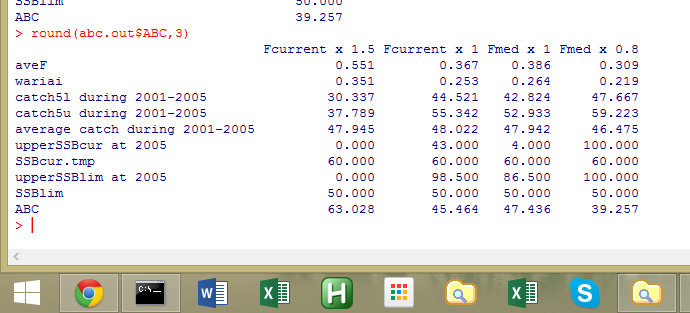 SSBlim 50.000
ABC 39.257
> round(abc.out$ABC,3)
Fcurrent x 1.5 Fcurrent x 1 Fmed x 1 Fmed x 0.8
aveF 0.551 0.367 0.386 0.309
wariai 0.351 0.253 0.264 0.219
catch5l during 2001-2005 30.337 44.521 42.824 47.667
catch5u during 2001-2005 37.789 55.342 52.933 59.223
average catch during 2001-2005 47.945 48.022 47.942 46.475
upperSSBcur at 2005 0.000 43.000 4.000 100.000
SSBcur.tmp 60.000 60.000 60.000 60.000
upperSSBlim at 2005 0.000 98.500 86.500 100.000
SSBlim 50.000 50.000 50.000 50.000
ABC 63.028 45.464 47.436 39.257
>
C:\_
W
X
H
X
S